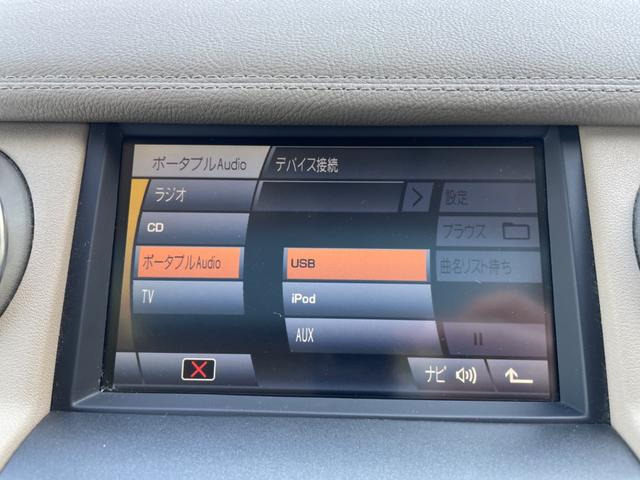 ポータブルAudio デバイス接続
ラジオ
設定
CD
ブラウズ
ポータブルAudio
USB
曲名リスト待ち
TV
iPod
AUX
ナビ